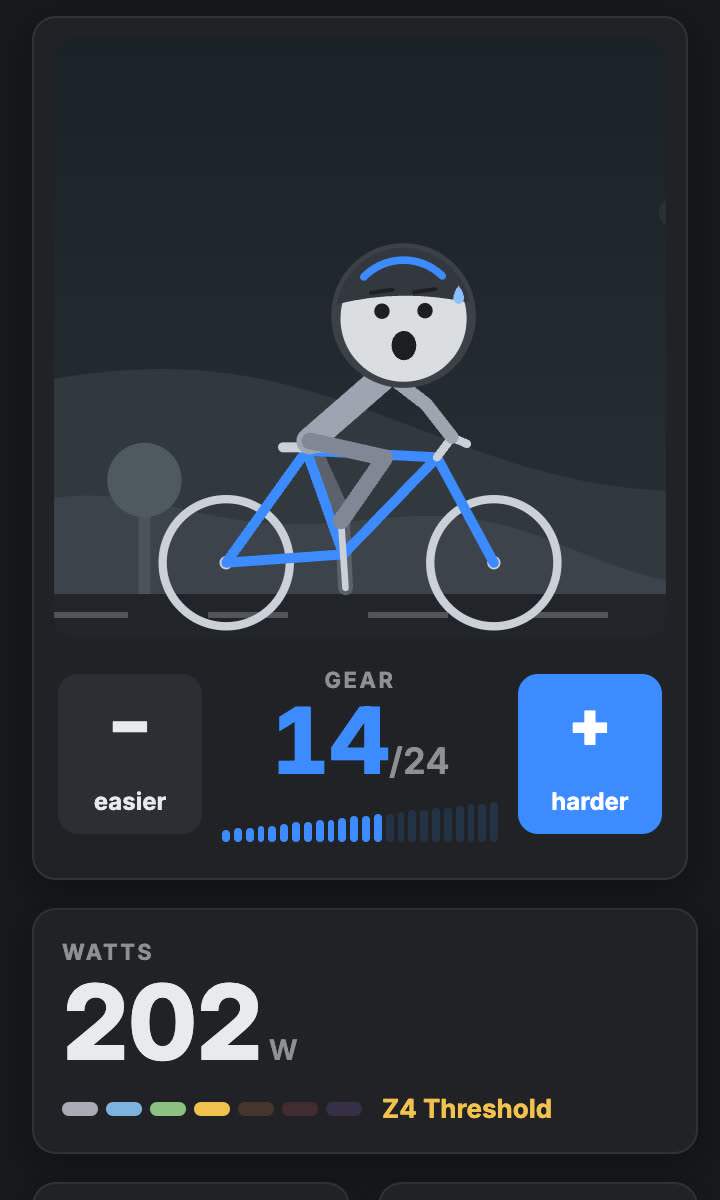 GEAR
14/24
−
easier
+
harder
WATTS
202 W
Z4 Threshold